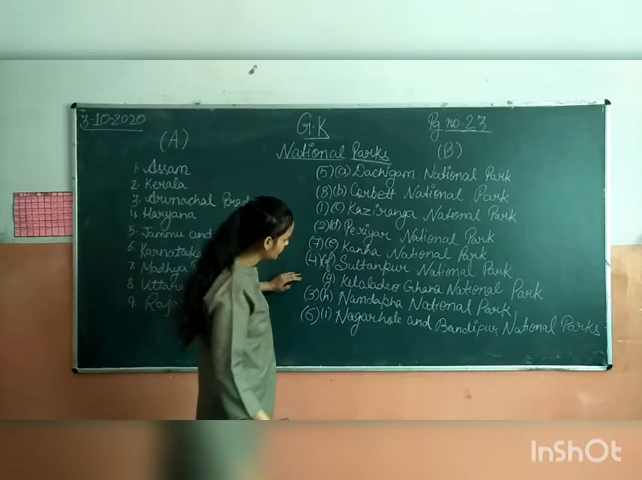 3-10-2020
G.K
Pg no. 23
(A)
National Parks
(B)
1. Assam
2. Kerala
3. Arunachal
4. Haryana
5. Jammu and
6. Karnataka
7. Madhya
8.
9.
(5) (a) Dachigam National Park
(8) (b) Corbett National Park
(1) (c) Kaziranga National Park
(2) (d) Periyar National Park
(7) (e) Kanha National Park
(4) (f) Sultanpur National Park
(g) Keloladeo Ghana National Park
(3) (h) Namdapha National Park
(6) (i) Nagarhole and Bandipur National Parks
InShOt